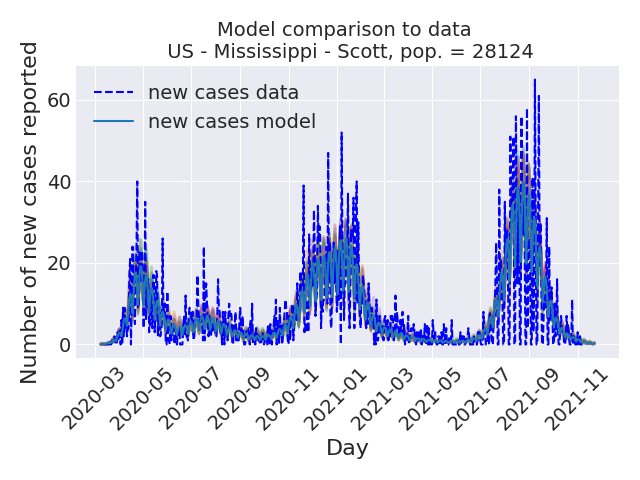 Model comparison to data
US - Mississippi - Scott, pop. = 28124
new cases data
new cases model
Number of new cases reported
60
40
20
0
2020-03
2020-05
2020-07
2020-09
2020-11
2021-01
2021-03
2021-05
2021-07
2021-09
2021-11
Day